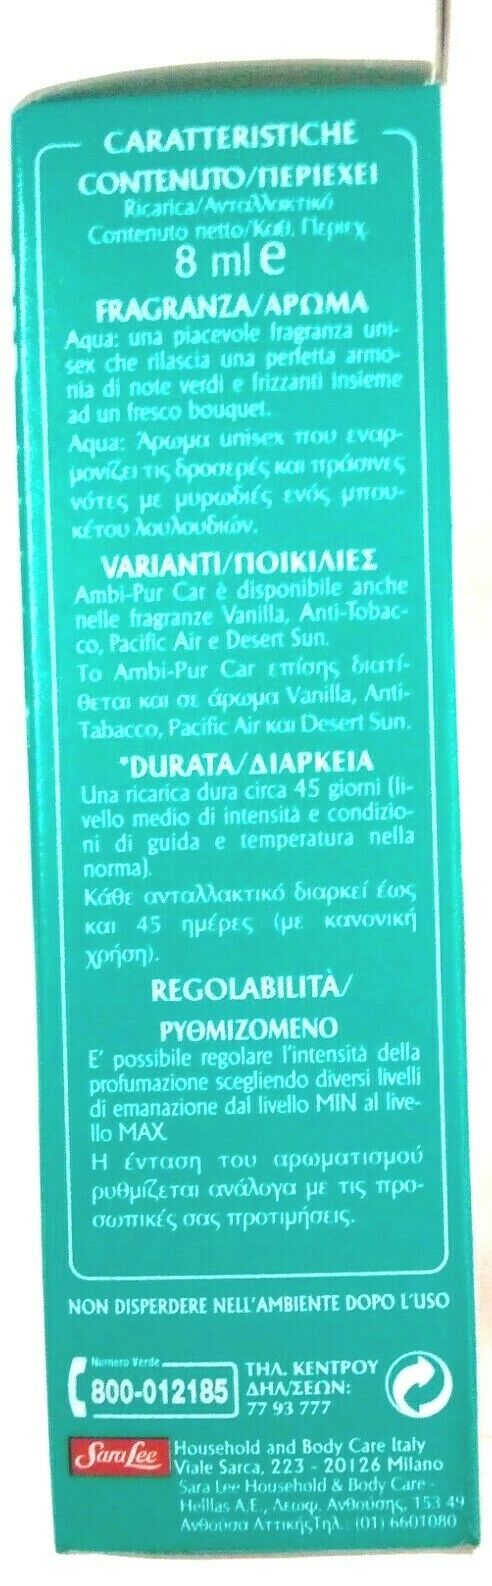 CARATTERISTICHE
CONTENUTO/ΠΕΡΙΕΧΕΙ
Ricarica/Ανταλλακτικό
Contenuto netto/Καθ. Περιεχ.
8 ml e
FRAGRANZA/ΑΡΩΜΑ
Aqua: una piacevole fragranza uni-
sex che rilascia una perfetta armo-
nia di note verdi e frizzanti insieme
ad un fresco bouquet.
Aqua: Άρωμα unisex που εναρ-
μονίζει τις δροσερές και πράσινες
νότες με μυρωδιές ενός μπου-
κέτου λουλουδιών.
VARIANTI/ΠΟΙΚΙΛΙΕΣ
Ambi-Pur Car è disponibile anche
nelle fragranze Vanilla, Anti-Tobac-
co, Pacific Air e Desert Sun.
Το Ambi-Pur Car επίσης διατί-
θεται και σε άρωμα Vanilla, Anti-
Tabacco, Pacific Air και Desert Sun.
*DURATA/ΔΙΑΡΚΕΙΑ
Una ricarica dura circa 45 giorni (li-
vello medio di intensità e condizio-
ni di guida e temperatura nella
norma).
Κάθε ανταλλακτικό διαρκεί έως
και 45 ημέρες (με κανονική
χρήση).
REGOLABILITÀ/
ΡΥΘΜΙΖΟΜΕΝΟ
E' possibile regolare l'intensità della
profumazione scegliendo diversi livelli
di emanazione dal livello MIN al live-
llo MAX
Η ένταση του αρωματισμού
ρυθμίζεται ανάλογα με τις προ-
σωπικές σας προτιμήσεις.
NON DISPERDERE NELL'AMBIENTE DOPO L'USO
Numero Verde
800-012185
ΤΗΛ. ΚΕΝΤΡΟΥ
ΔΗΛ/ΣΕΩΝ:
77 93 777
Sara Lee
Household and Body Care Italy
Viale Sarca, 223 - 20126 Milano
Sara Lee Household & Body Care -
Helllas A.E., Λεωφ. Ανθούσης, 153 49
Ανθούσα Αττικής Τηλ.: (01) 6601080